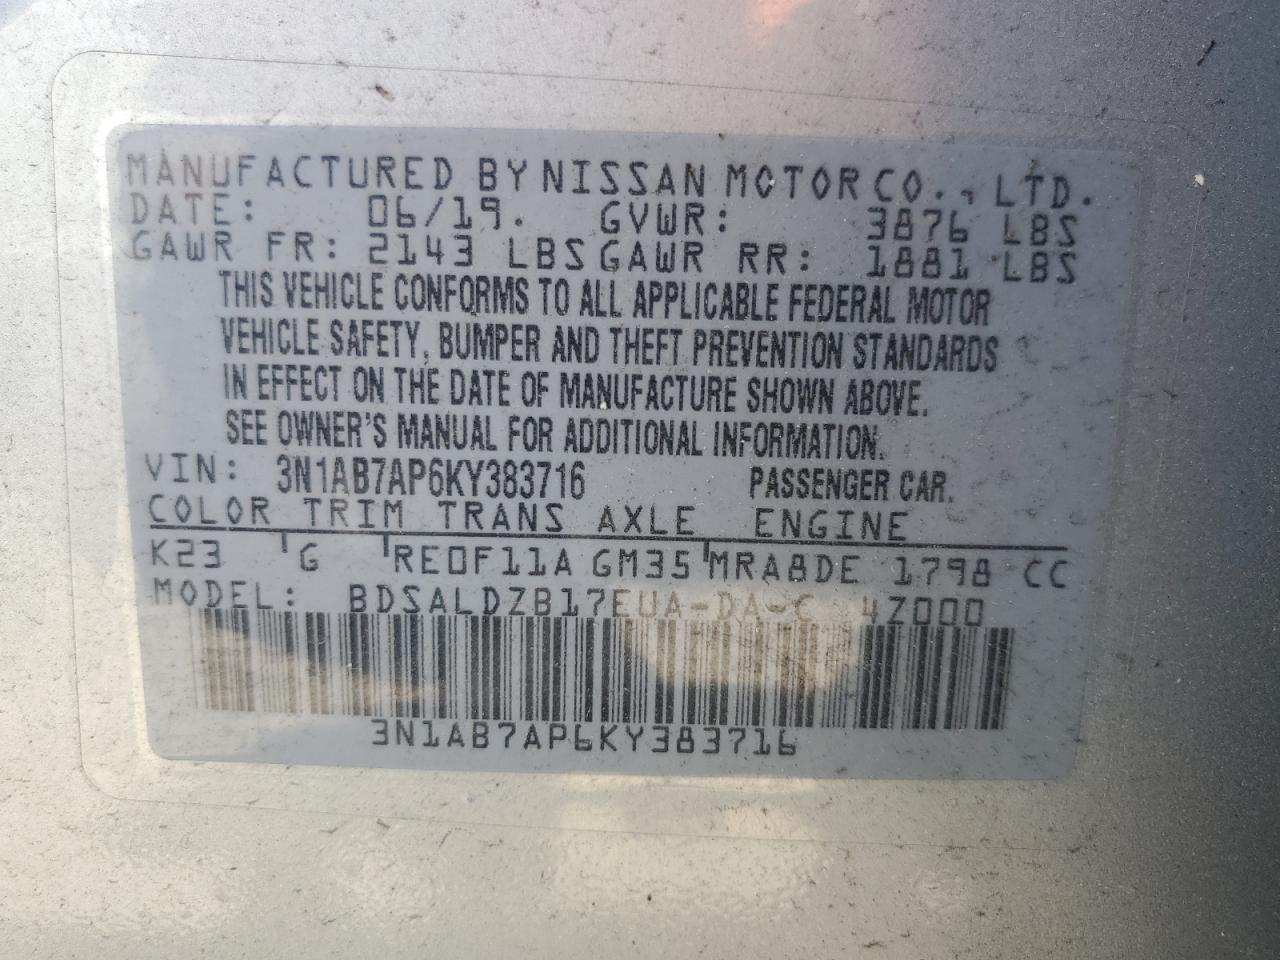 MANUFACTURED BY NISSAN MOTOR CO., LTD.
DATE: 06/19. GVWR: 3876 LBS
GAWR FR: 2143 LBS GAWR RR: 1881 LBS
THIS VEHICLE CONFORMS TO ALL APPLICABLE FEDERAL MOTOR
VEHICLE SAFETY, BUMPER AND THEFT PREVENTION STANDARDS
IN EFFECT ON THE DATE OF MANUFACTURE SHOWN ABOVE.
SEE OWNER'S MANUAL FOR ADDITIONAL INFORMATION.
VIN: 3N1AB7AP6KY383716 PASSENGER CAR.
COLOR TRIM TRANS AXLE ENGINE
K23 G RE0F11A GM35 MRA8DE 1798 CC
MODEL: BDSALDZB17EUA-DA-C 4Z000
3N1AB7AP6KY383716